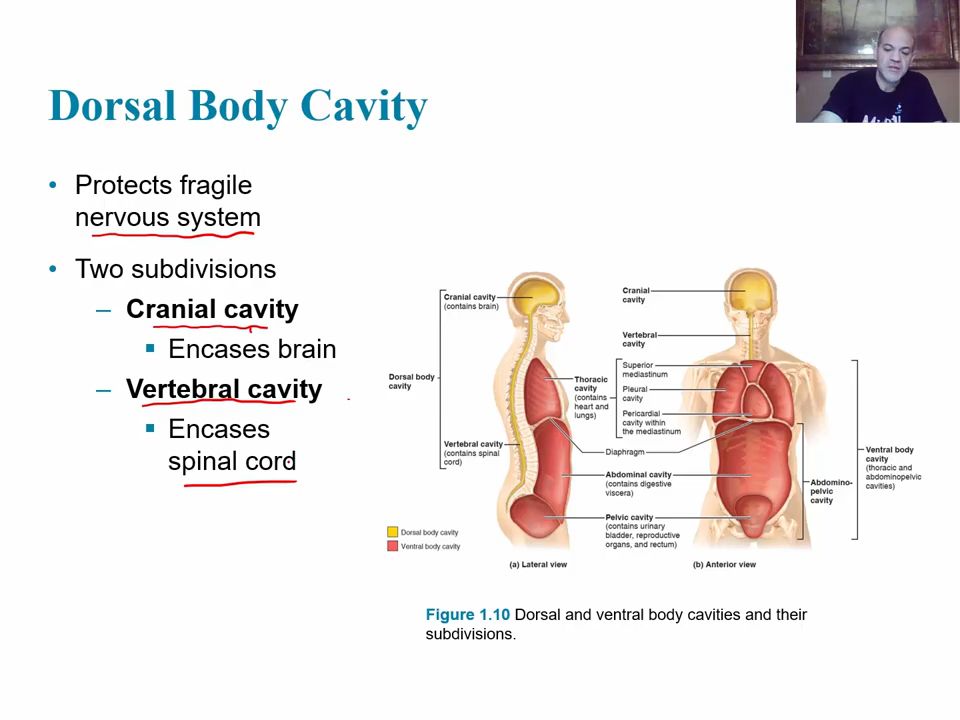 Dorsal Body Cavity
• Protects fragile
nervous system
• Two subdivisions
– Cranial cavity
▪ Encases brain
– Vertebral cavity
▪ Encases
spinal cord
Cranial cavity
(contains brain)
Dorsal body
cavity
Vertebral cavity
(contains spinal
cord)
Dorsal body cavity
Ventral body cavity
Thoracic
cavity
(contains
heart and
lungs)
Cranial
cavity
Vertebral
cavity
Superior
mediastinum
Pleural
cavity
Pericardial
cavity within
the mediastinum
Diaphragm
Abdominal cavity
(contains digestive
viscera)
Pelvic cavity
(contains urinary
bladder, reproductive
organs, and rectum)
Abdomino-
pelvic
cavity
Ventral body
cavity
(thoracic and
abdominopelvic
cavities)
(a) Lateral view
(b) Anterior view
Figure 1.10 Dorsal and ventral body cavities and their
subdivisions.